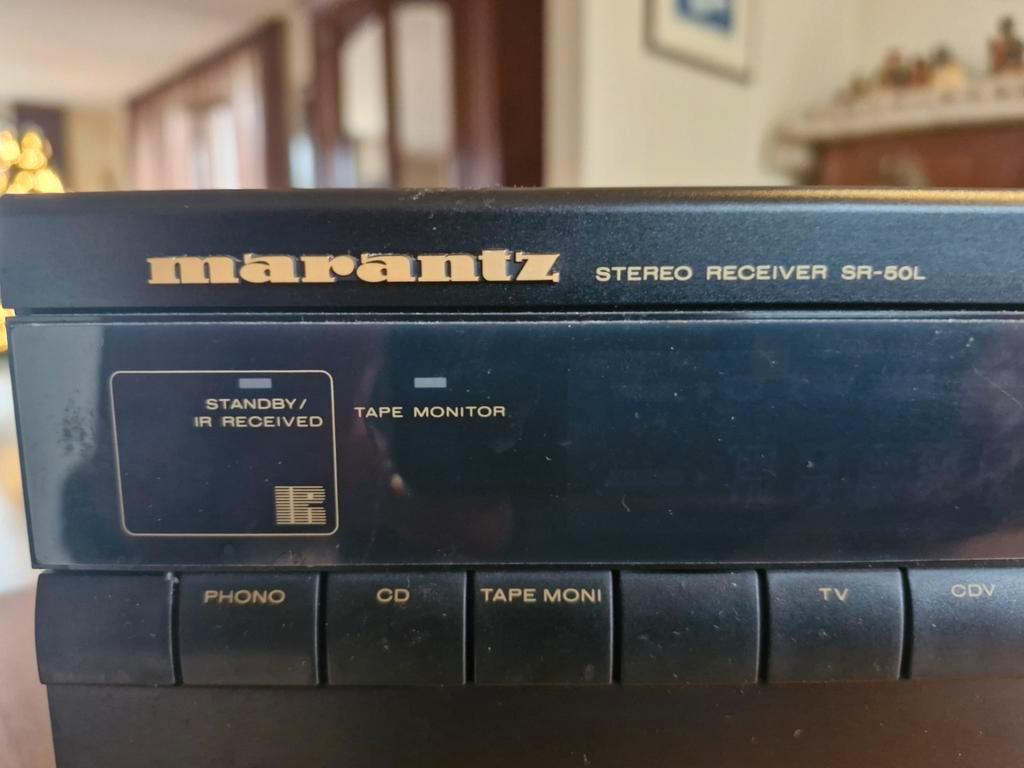 marantz STEREO RECEIVER SR-50L
STANDBY/
IR RECEIVED
TAPE MONITOR
PHONO CD TAPE MONI TV CDV